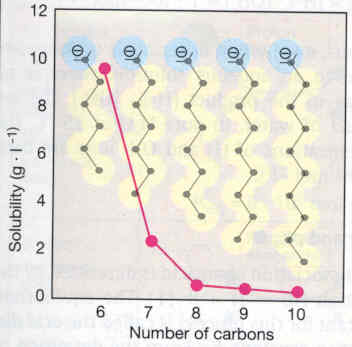 12
10
8
6
4
2
0
Solubility (g · l⁻¹)
⊖ ⊖ ⊖ ⊖ ⊖
6 7 8 9 10
Number of carbons